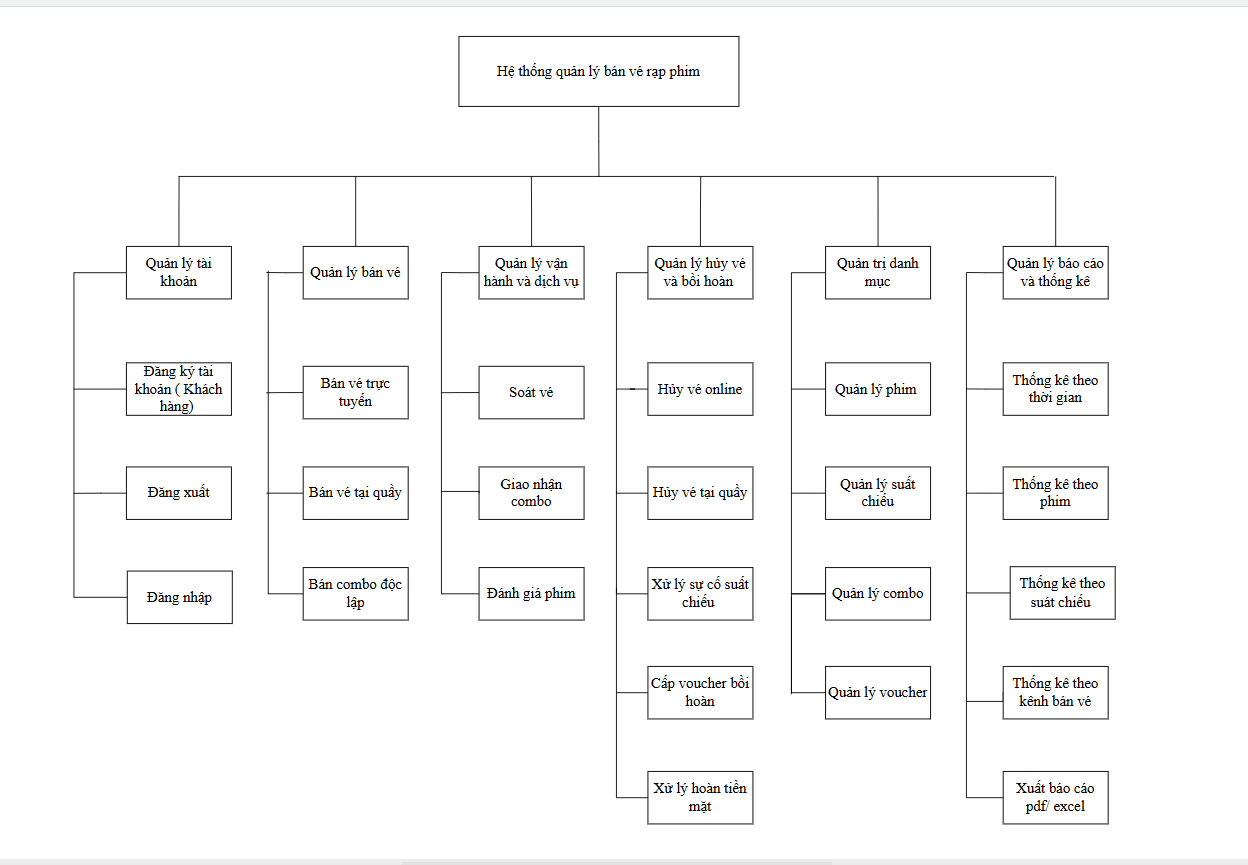 Hệ thống quản lý bán vé rạp phim
Quản lý tài
khoản
Quản lý bán vé
Quản lý vận
hành và dịch vụ
Quản lý hủy vé
và bồi hoàn
Quản trị danh
mục
Quản lý báo cáo
và thống kê
Đăng ký tài
khoản ( Khách
hàng)
Bán vé trực
tuyến
Soát vé
Hủy vé online
Quản lý phim
Thống kê theo
thời gian
Đăng xuất
Bán vé tại quầy
Giao nhận
combo
Hủy vé tại quầy
Quản lý suất
chiếu
Thống kê theo
phim
Đăng nhập
Bán combo độc
lập
Đánh giá phim
Xử lý sự cố suất
chiếu
Quản lý combo
Thống kê theo
suát chiếu
Cấp voucher bồi
hoàn
Quản lý voucher
Thống kê theo
kênh bán vé
Xử lý hoàn tiền
mặt
Xuất báo cáo
pdf/ excel